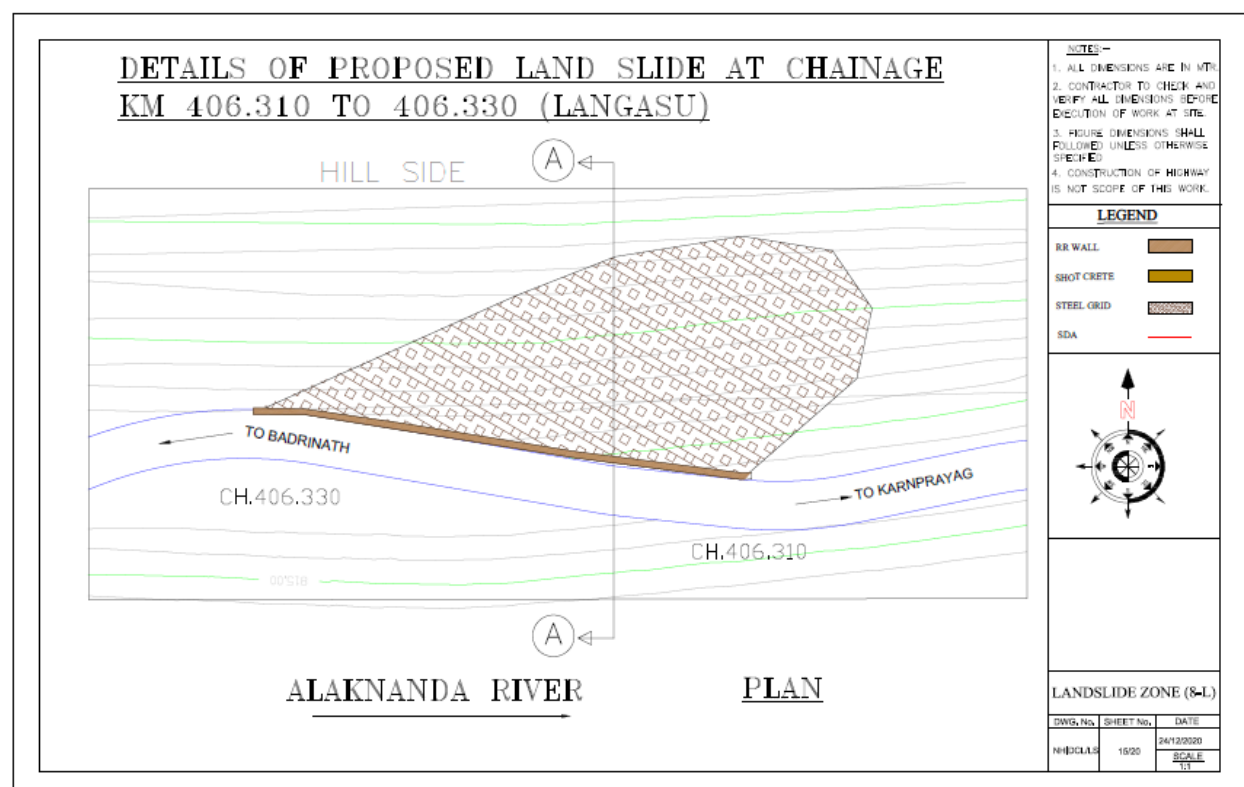 DETAILS OF PROPOSED LAND SLIDE AT CHAINAGE
KM 406.310 TO 406.330 (LANGASU)
A
HILL SIDE
TO BADRINATH
CH.406.330
TO KARNPRAYAG
CH.406.310
815.00
A
ALAKNANDA RIVER
PLAN
NOTES:-
1. ALL DIMENSIONS ARE IN MTR.
2. CONTRACTOR TO CHECK AND
VERIFY ALL DIMENSIONS BEFORE
EXECUTION OF WORK AT SITE.
3. FIGURE DIMENSIONS SHALL
FOLLOWED UNLESS OTHERWISE
SPECIFIED
4. CONSTRUCTION OF HIGHWAY
IS NOT SCOPE OF THIS WORK.
LEGEND
RR WALL
SHOT CRETE
STEEL GRID
SDA
N
LANDSLIDE ZONE (8-L)
DWG. No. SHEET No. DATE
NHIDCL/LS 15/20 24/12/2020
SCALE
1:1